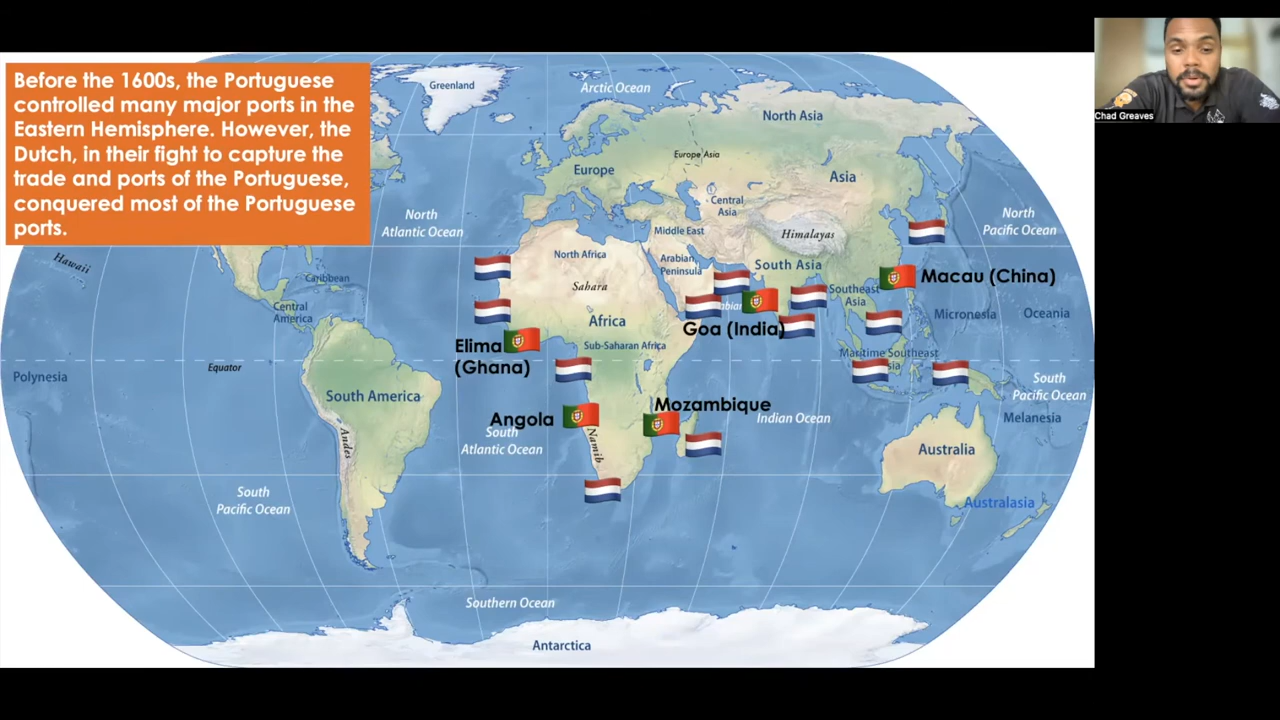 Before the 1600s, the Portuguese
controlled many major ports in the
Eastern Hemisphere. However, the
Dutch, in their fight to capture the
trade and ports of the Portuguese,
conquered most of the Portuguese
ports.
Chad Greaves
Greenland
Arctic Ocean
North Asia
Europe Asia
Europe
Asia
Central
Asia
North
Atlantic Ocean
Middle East
Himalayas
North
Pacific Ocean
Hawaii
North Africa
Arabian
Peninsula
South Asia
Caribbean
Sahara
Southeast
Asia
Macau (China)
Central
America
Africa
Goa (India)
Micronesia
Oceania
Elima
(Ghana)
Sub-Saharan Africa
Maritime Southeast
Equator
Polynesia
South America
South
Pacific Ocean
Mozambique
Angola
Indian Ocean
Melanesia
South
Atlantic Ocean
Andes
Namib
Australia
South
Pacific Ocean
Australasia
Southern Ocean
Antarctica